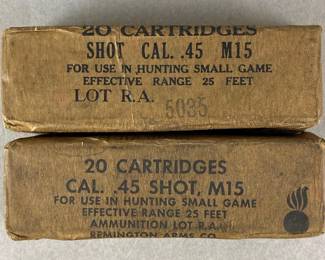 20 CARTRIDGES
SHOT CAL. .45 M15
FOR USE IN HUNTING SMALL GAME
EFFECTIVE RANGE 25 FEET
LOT R.A.
5035
20 CARTRIDGES
CAL. .45 SHOT, M15
FOR USE IN HUNTING SMALL GAME
EFFECTIVE RANGE 25 FEET
AMMUNITION LOT R.A.
REMINGTON ARMS CO.